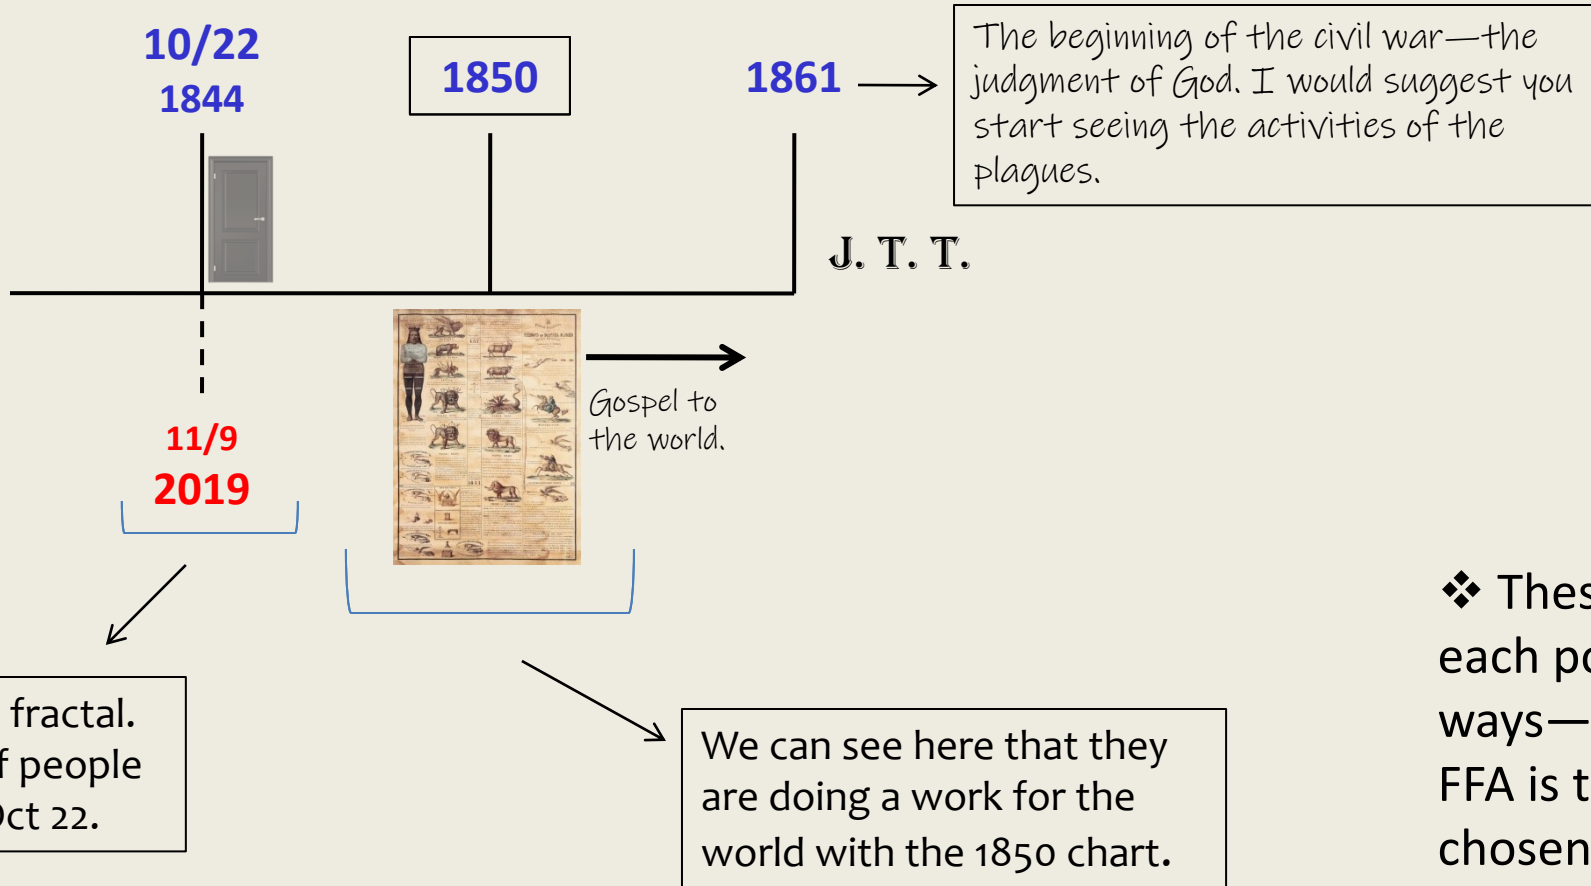 10/22
1844
1850
1861
The beginning of the civil war—the
judgment of God. I would suggest you
start seeing the activities of the
plagues.
J. T. T.
Gospel to
the world.
11/9
2019
fractal.
people
Oct 22.
We can see here that they
are doing a work for the
world with the 1850 chart.
❖
each
ways—
FFA is
chosen